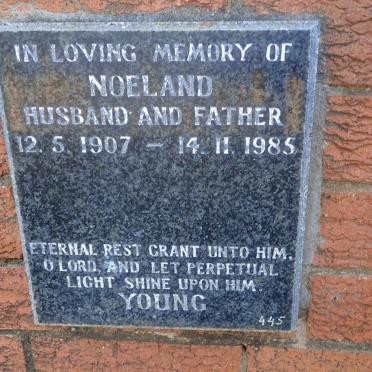 IN LOVING MEMORY OF
NOELAND
HUSBAND AND FATHER
12. 5. 1907 — 14. 11. 1985
ETERNAL REST GRANT UNTO HIM,
O LORD, AND LET PERPETUAL
LIGHT SHINE UPON HIM.
YOUNG
445